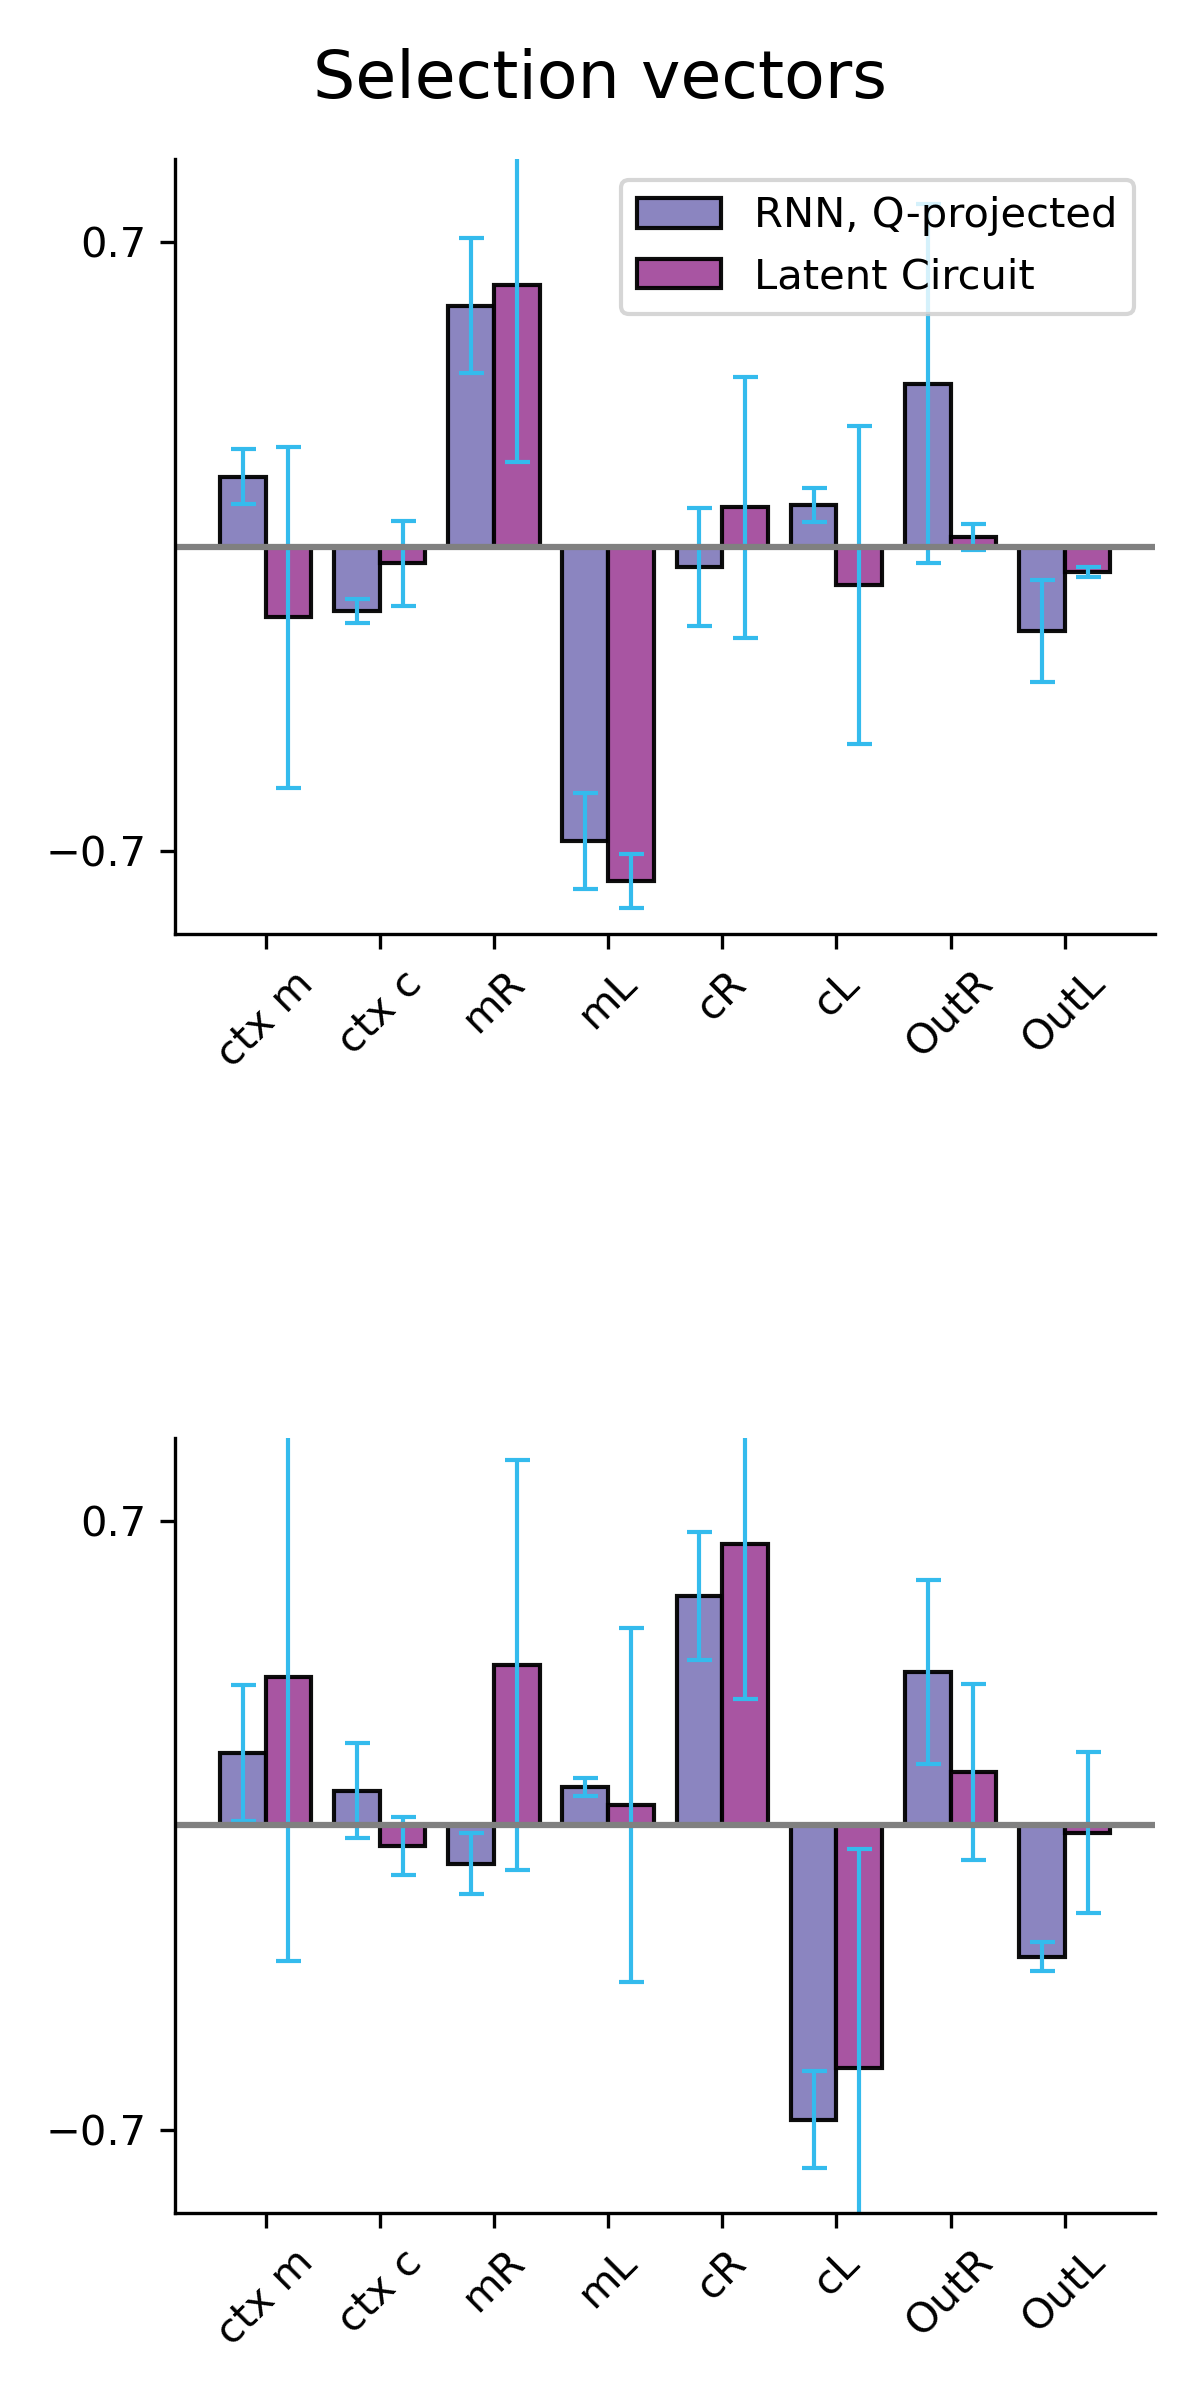 Selection vectors
RNN, Q-projected
Latent Circuit
0.7
−0.7
ctx m
ctx c
mR
mL
cR
cL
OutR
OutL
0.7
−0.7
ctx m
ctx c
mR
mL
cR
cL
OutR
OutL